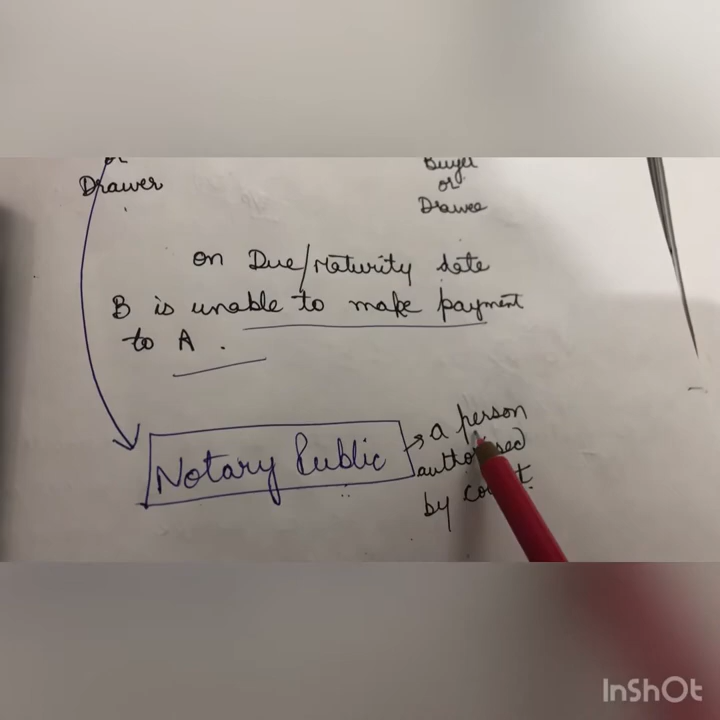 or
Drawer
Buyer
or
Drawee
on Due/Maturity date
B is unable to make payment
to A .
Notary Public
a person
authorised
by court.
InShOt